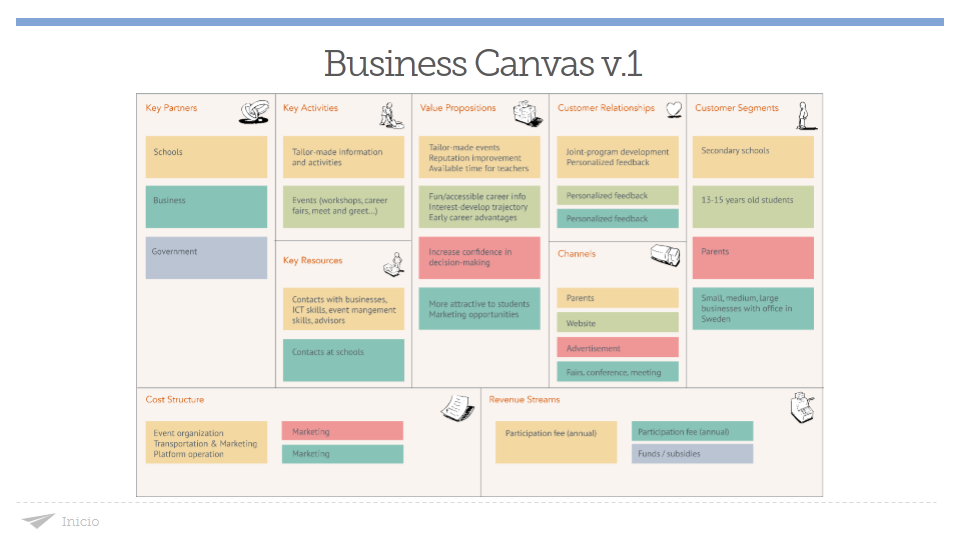 Business Canvas v.1
Key Partners
Schools
Business
Government
Key Activities
Tailor-made information
and activities
Events (workshops, career
fairs, meet and greet...)
Key Resources
Contacts with businesses,
ICT skills, event mangement
skills, advisors
Contacts at schools
Value Propositions
Tailor-made events
Reputation improvement
Available time for teachers
Fun/accessible career info
Interest-develop trajectory
Early career advantages
Increase confidence in
decision-making
More attractive to students
Marketing opportunities
Customer Relationships
Joint-program development
Personalized feedback
Personalized feedback
Personalized feedback
Channels
Parents
Website
Advertisement
Fairs, conference, meeting
Customer Segments
Secondary schools
13-15 years old students
Parents
Small, medium, large
businesses with office in
Sweden
Cost Structure
Event organization
Transportation & Marketing
Platform operation
Marketing
Marketing
Revenue Streams
Participation fee (annual)
Participation fee (annual)
Funds / subsidies
Inicio